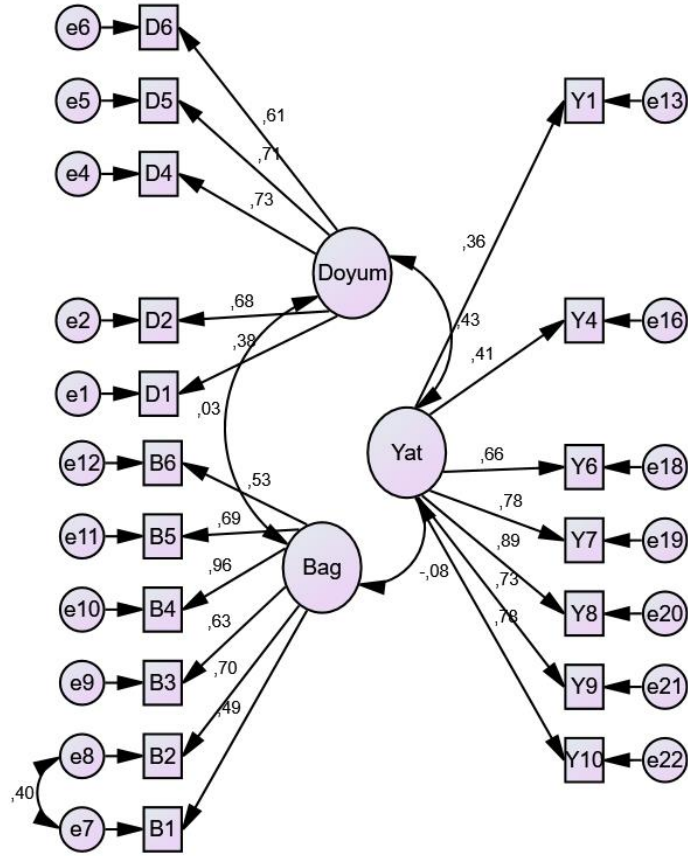 e6 D6
e5 D5
e4 D4
e2 D2
e1 D1
e12 B6
e11 B5
e10 B4
e9 B3
e8 B2
e7 B1
,40
,61
,71
,73
,68
,38
Doyum
,03
,43
,53
,69
,96
,63
,70
,49
Bag
-,08
Yat
,36
,41
,66
,78
,89
,73
,78
Y1 e13
Y4 e16
Y6 e18
Y7 e19
Y8 e20
Y9 e21
Y10 e22